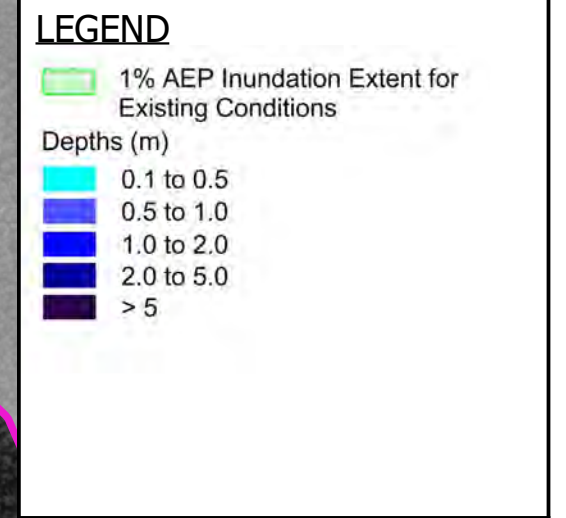 LEGEND
1% AEP Inundation Extent for
Existing Conditions
Depths (m)
0.1 to 0.5
0.5 to 1.0
1.0 to 2.0
2.0 to 5.0
> 5